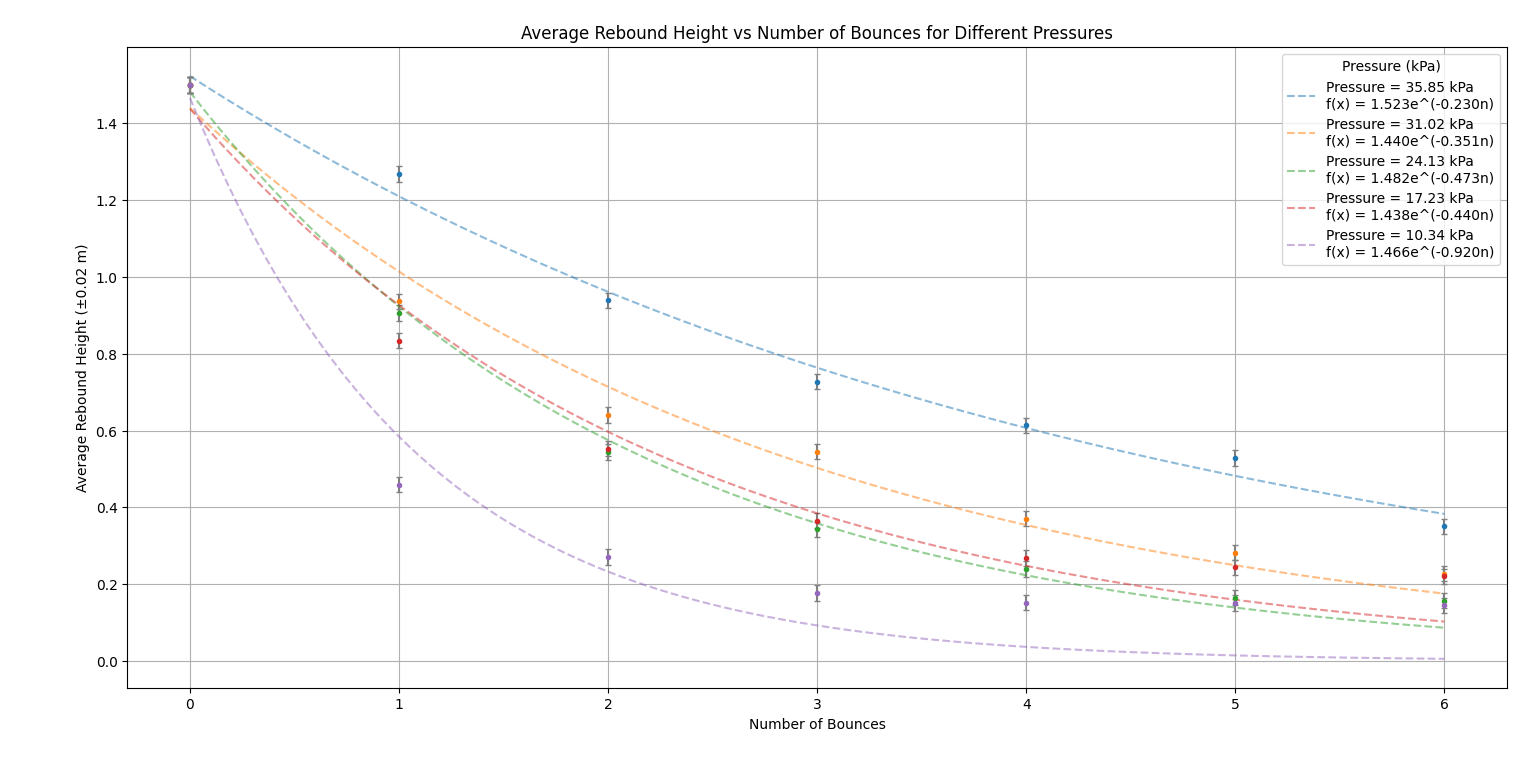 Average Rebound Height vs Number of Bounces for Different Pressures
Pressure (kPa)
Pressure = 35.85 kPa
f(x) = 1.523e^(-0.230n)
Pressure = 31.02 kPa
f(x) = 1.440e^(-0.351n)
Pressure = 24.13 kPa
f(x) = 1.482e^(-0.473n)
Pressure = 17.23 kPa
f(x) = 1.438e^(-0.440n)
Pressure = 10.34 kPa
f(x) = 1.466e^(-0.920n)
Average Rebound Height (±0.02 m)
1.4
1.2
1.0
0.8
0.6
0.4
0.2
0.0
0 1 2 3 4 5 6
Number of Bounces